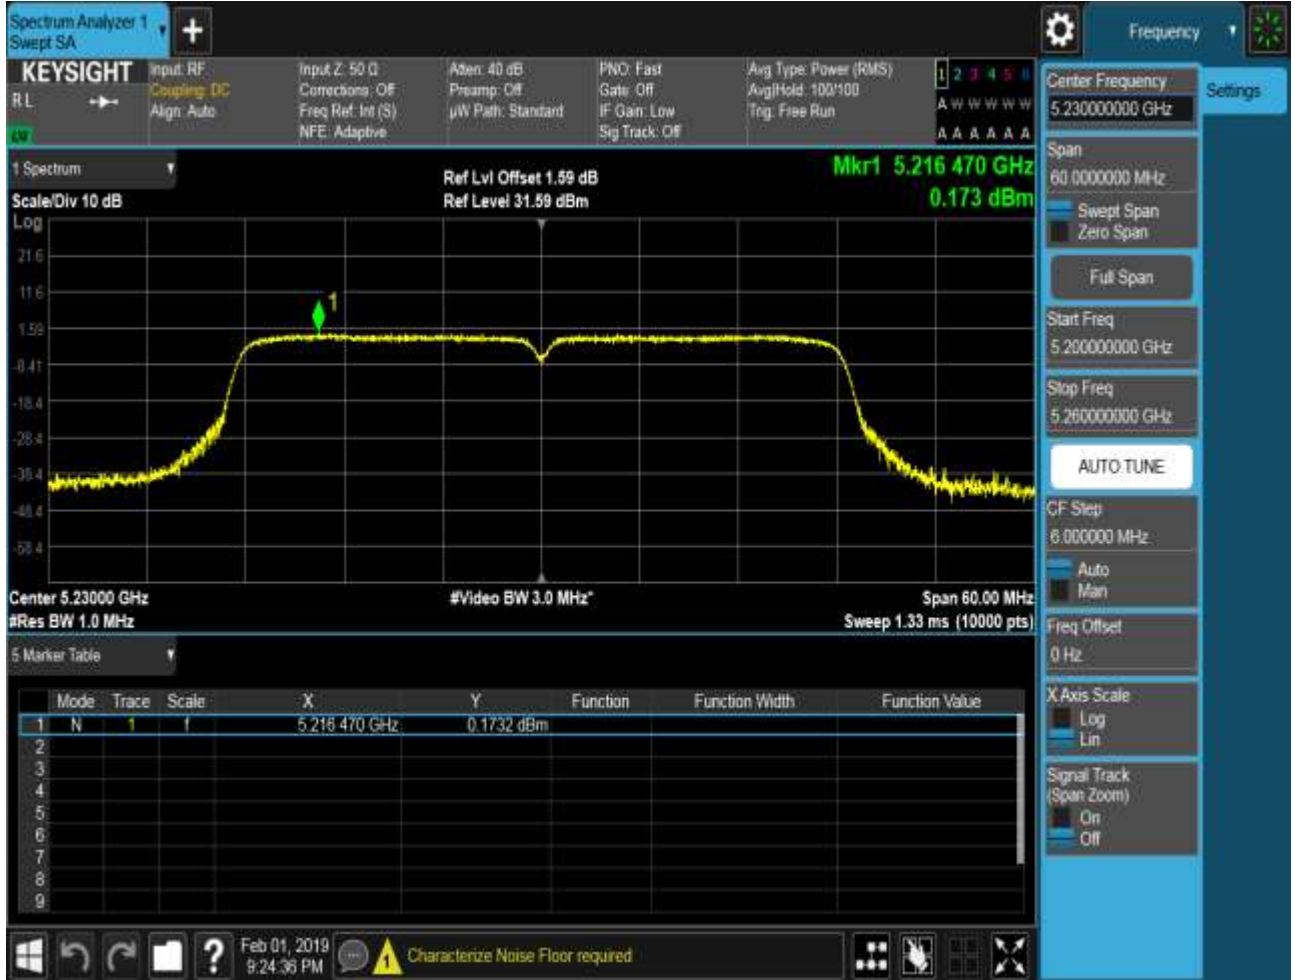 Spectrum Analyzer 1
Swept SA
Frequency
KEYSIGHT
R L
Input: RF
Coupling: DC
Align: Auto
Input Z: 50 Ω
Corrections: Off
Freq Ref: Int (S)
NFE: Adaptive
Atten: 40 dB
Preamp: Off
µW Path: Standard
PNO: Fast
Gate: Off
IF Gain: Low
Sig Track: Off
Avg Type: Power (RMS)
Avg|Hold: 100/100
Trig: Free Run
1 2 3 4 5 6
A W W W W W
A A A A A A
1 Spectrum
Scale/Div 10 dB
Ref Lvl Offset 1.59 dB
Ref Level 31.59 dBm
Mkr1 5.216 470 GHz
0.173 dBm
Log
21.6
11.6
1.59
-8.41
-18.4
-28.4
-38.4
-48.4
-58.4
1
Center 5.23000 GHz
#Res BW 1.0 MHz
#Video BW 3.0 MHz*
Span 60.00 MHz
Sweep 1.33 ms (10000 pts)
5 Marker Table
Mode Trace Scale X Y Function Function Width Function Value
1 N 1 f 5.216 470 GHz 0.1732 dBm
2
3
4
5
6
7
8
9
Center Frequency
5.230000000 GHz
Settings
Span
60.0000000 MHz
Swept Span
Zero Span
Full Span
Start Freq
5.200000000 GHz
Stop Freq
5.260000000 GHz
AUTO TUNE
CF Step
6.000000 MHz
Auto
Man
Freq Offset
0 Hz
X Axis Scale
Log
Lin
Signal Track
(Span Zoom)
On
Off
?
Feb 01, 2019
9:24:36 PM
1
Characterize Noise Floor required